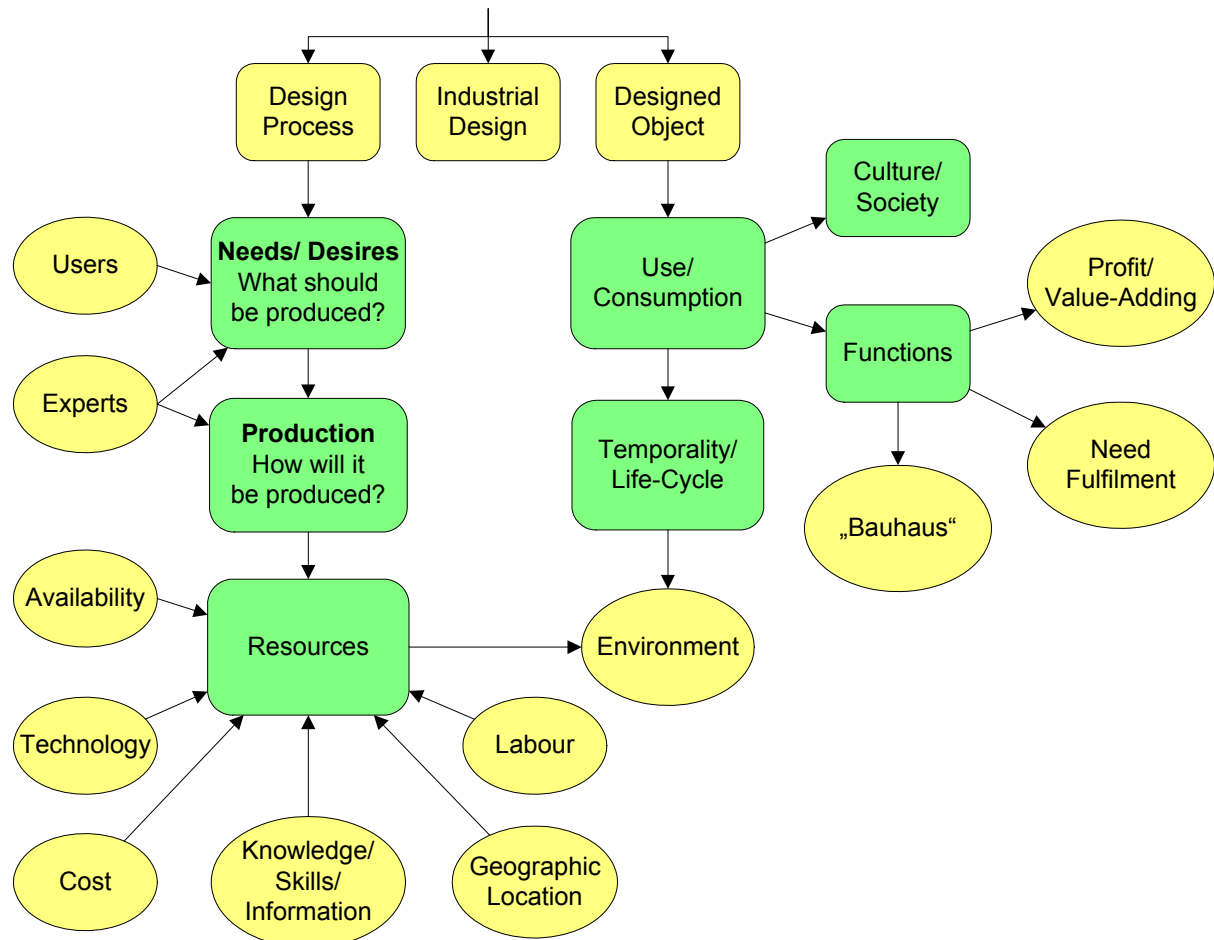 Design
Process
Industrial
Design
Designed
Object
Culture/
Society
Users
Needs/ Desires
What should
be produced?
Use/
Consumption
Profit/
Value-Adding
Functions
Experts
Production
How will it
be produced?
Temporality/
Life-Cycle
Need
Fulfilment
„Bauhaus“
Availability
Resources
Environment
Technology
Labour
Cost
Knowledge/
Skills/
Information
Geographic
Location